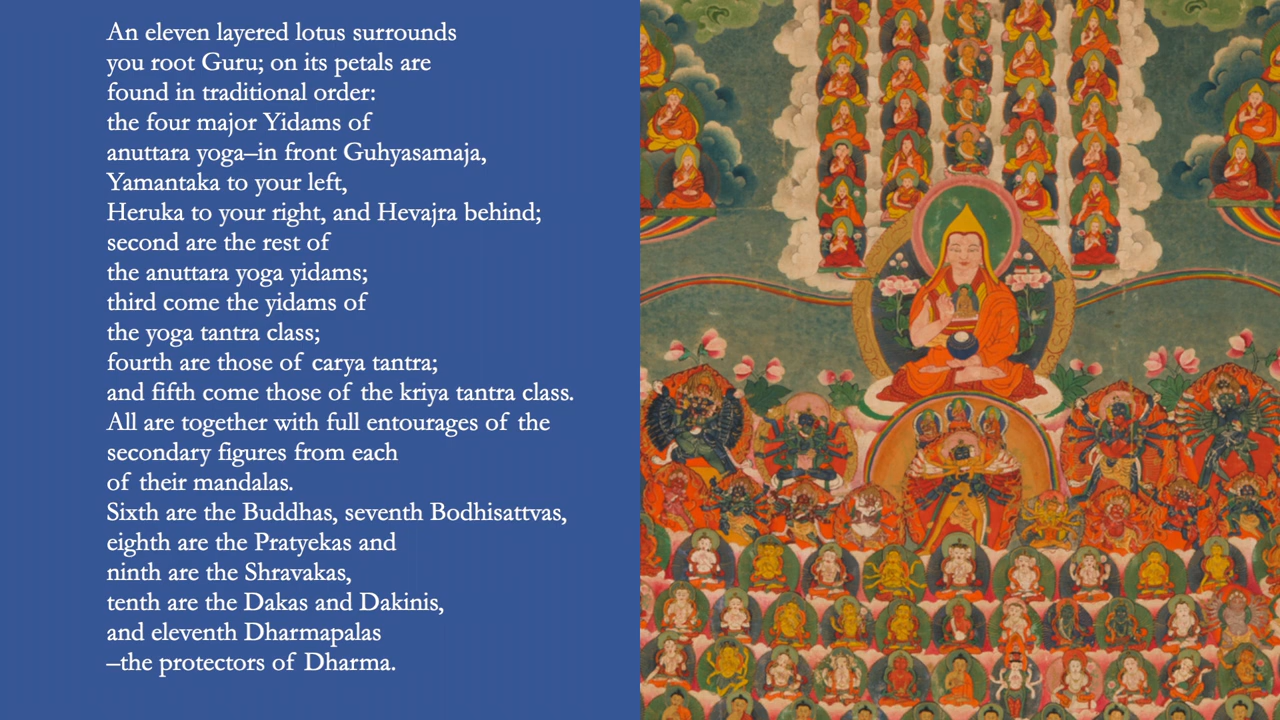 An eleven layered lotus surrounds
you root Guru; on its petals are
found in traditional order:
the four major Yidams of
anuttara yoga–in front Guhyasamaja,
Yamantaka to your left,
Heruka to your right, and Hevajra behind;
second are the rest of
the anuttara yoga yidams;
third come the yidams of
the yoga tantra class;
fourth are those of carya tantra;
and fifth come those of the kriya tantra class.
All are together with full entourages of the
secondary figures from each
of their mandalas.
Sixth are the Buddhas, seventh Bodhisattvas,
eighth are the Pratyekas and
ninth are the Shravakas,
tenth are the Dakas and Dakinis,
and eleventh Dharmapalas
–the protectors of Dharma.